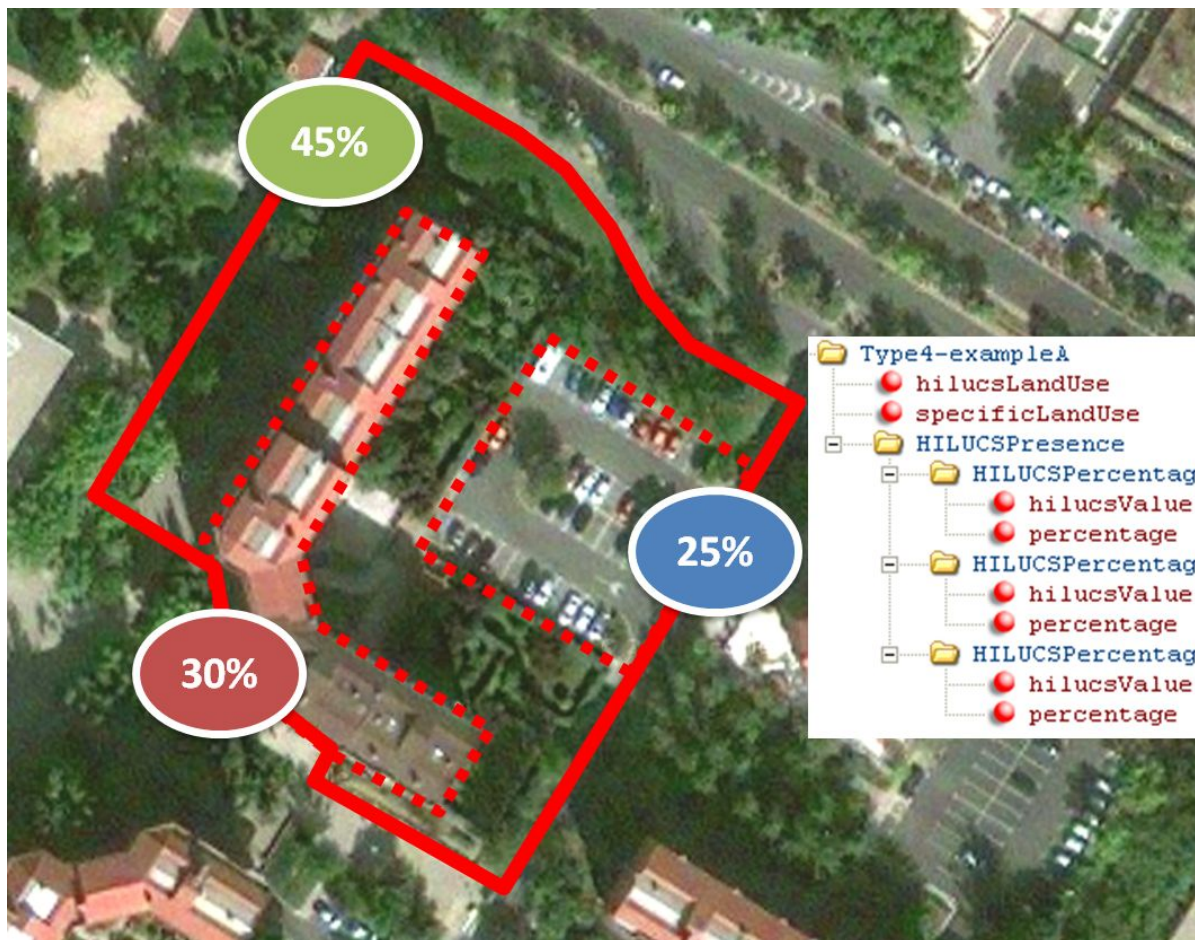 45%
30%
25%
Type4-exampleA
hilucsLandUse
specificLandUse
HILUCSPresence
HILUCSPercentag
hilucsValue
percentage
HILUCSPercentag
hilucsValue
percentage
HILUCSPercentag
hilucsValue
percentage